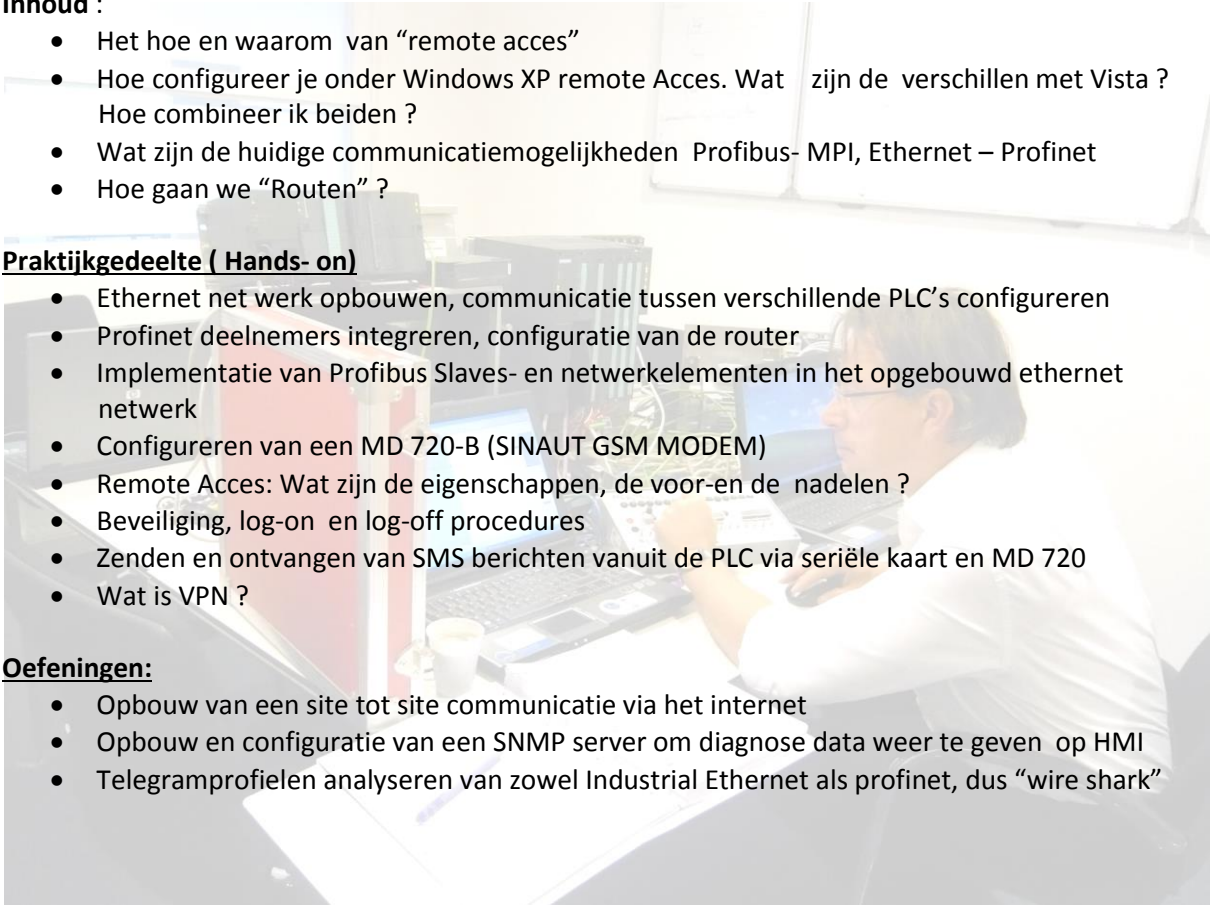 Inhoud :
• Het hoe en waarom van “remote acces”
• Hoe configureer je onder Windows XP remote Acces. Wat zijn de verschillen met Vista ?
Hoe combineer ik beiden ?
• Wat zijn de huidige communicatiemogelijkheden Profibus- MPI, Ethernet – Profinet
• Hoe gaan we “Routen” ?
Praktijkgedeelte ( Hands- on)
• Ethernet net werk opbouwen, communicatie tussen verschillende PLC’s configureren
• Profinet deelnemers integreren, configuratie van de router
• Implementatie van Profibus Slaves- en netwerkelementen in het opgebouwd ethernet
netwerk
• Configureren van een MD 720-B (SINAUT GSM MODEM)
• Remote Acces: Wat zijn de eigenschappen, de voor-en de nadelen ?
• Beveiliging, log-on en log-off procedures
• Zenden en ontvangen van SMS berichten vanuit de PLC via seriële kaart en MD 720
• Wat is VPN ?
Oefeningen:
• Opbouw van een site tot site communicatie via het internet
• Opbouw en configuratie van een SNMP server om diagnose data weer te geven op HMI
• Telegramprofielen analyseren van zowel Industrial Ethernet als profinet, dus “wire shark”